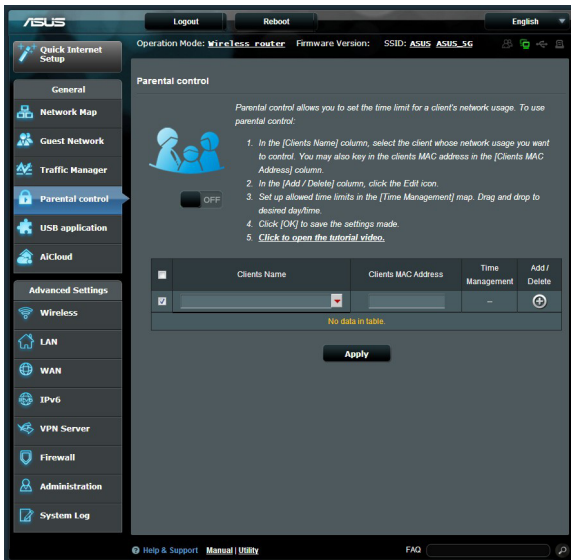 ASUS
Logout
Reboot
English
Quick Internet
Setup
Operation Mode: Wireless router Firmware Version: SSID: ASUS ASUS_5G
General
Network Map
Guest Network
Traffic Manager
Parental control
USB application
AiCloud
Advanced Settings
Wireless
LAN
WAN
IPv6
VPN Server
Firewall
Administration
System Log
Parental control
Parental control allows you to set the time limit for a client's network usage. To use
parental control:
1. In the [Clients Name] column, select the client whose network usage you want
to control. You may also key in the clients MAC address in the [Clients MAC
Address] column.
2. In the [Add / Delete] column, click the Edit icon.
3. Set up allowed time limits in the [Time Management] map. Drag and drop to
desired day/time.
4. Click [OK] to save the settings made.
5. Click to open the tutorial video.
OFF
Clients Name
Clients MAC Address
Time
Management
Add /
Delete
–
No data in table.
Apply
Help & Support Manual | Utility
FAQ